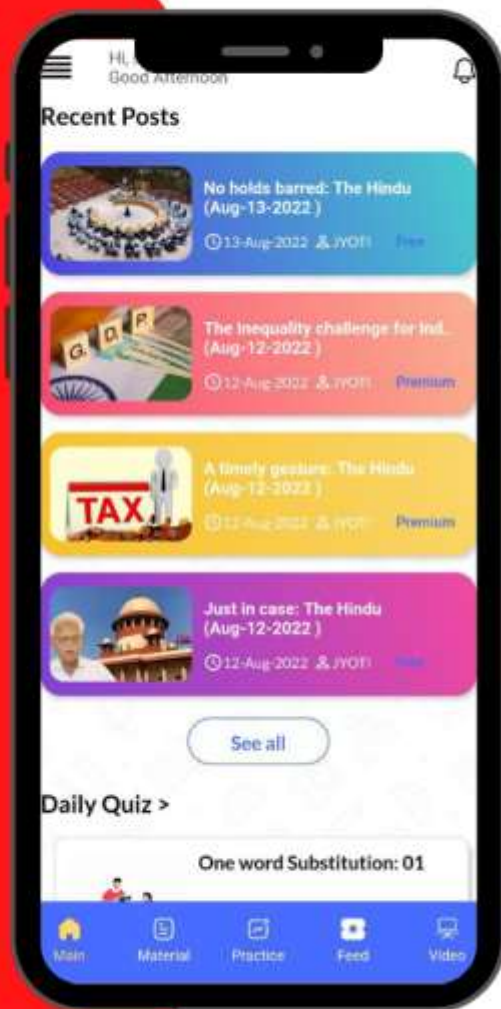 Hi,
Good Afternoon
Recent Posts
No holds barred: The Hindu
(Aug-13-2022 )
13-Aug-2022 JYOTI Free
G. D. P.
The inequality challenge for Ind..
(Aug-12-2022 )
12-Aug-2022 JYOTI Premium
TAX
A timely gesture: The Hindu
(Aug-12-2022 )
12-Aug-2022 JYOTI Premium
Just in case: The Hindu
(Aug-12-2022 )
12-Aug-2022 JYOTI Free
See all
Daily Quiz >
One word Substitution: 01
Main Material Practice Feed Video